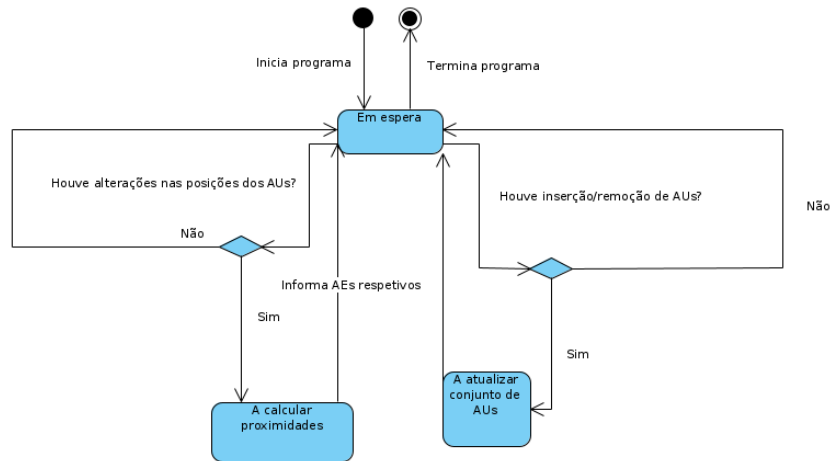 Inicia programa
Termina programa
Em espera
Houve alterações nas posições dos AUs?
Houve inserção/remoção de AUs?
Não
Não
Informa AEs respetivos
Sim
Sim
A calcular
proximidades
A atualizar
conjunto de
AUs